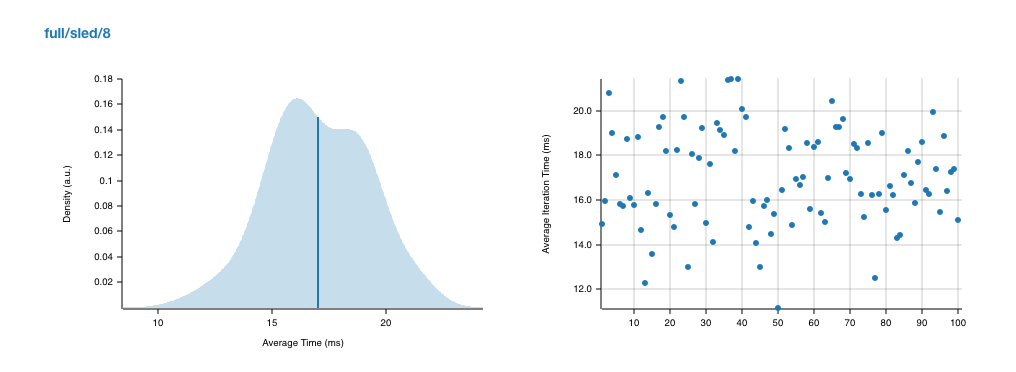 full/sled/8
0.18
0.16
0.14
0.12
0.1
0.08
0.06
0.04
0.02
Density (a.u.)
10 15 20
Average Time (ms)
20.0
18.0
16.0
14.0
12.0
Average Iteration Time (ms)
10 20 30 40 50 60 70 80 90 100